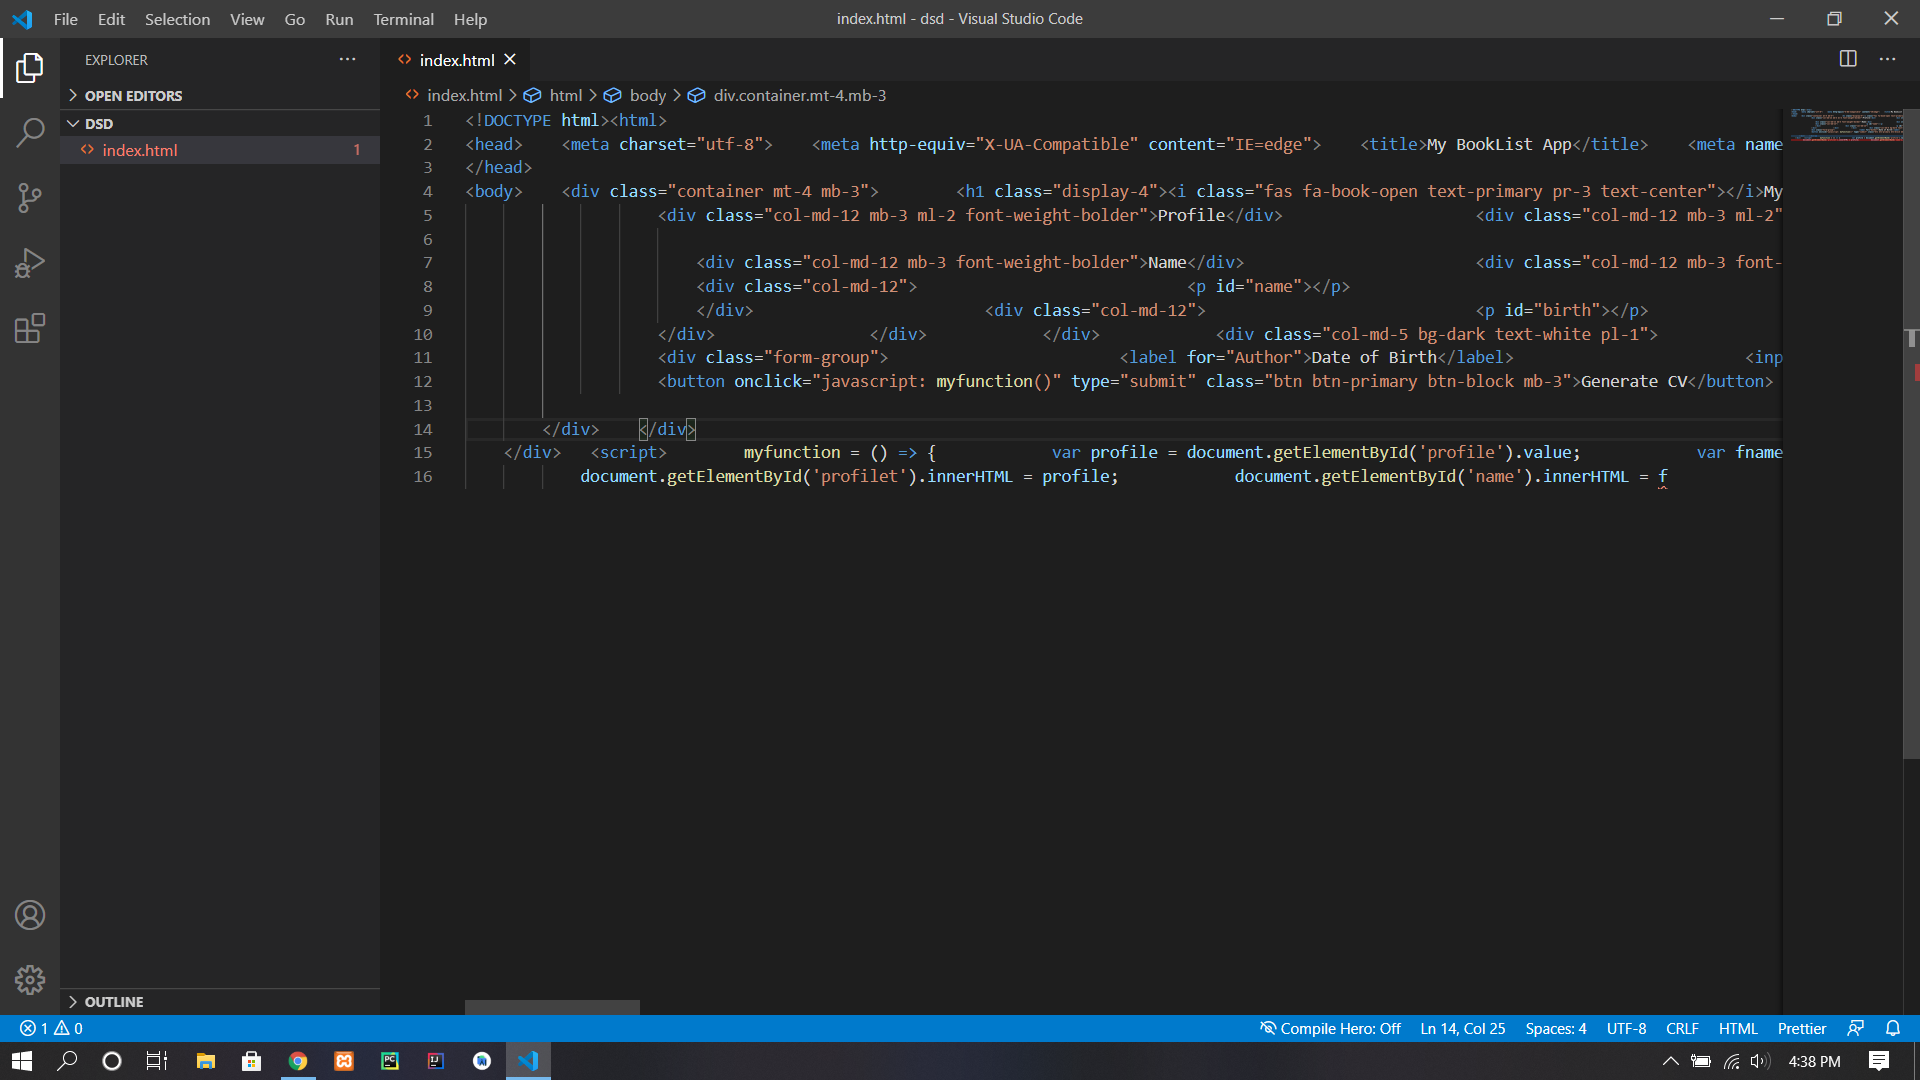 File Edit Selection View Go Run Terminal Help
index.html - dsd - Visual Studio Code
EXPLORER
OPEN EDITORS
DSD
index.html 1
OUTLINE
index.html
index.html html body div.container.mt-4.mb-3
1 <!DOCTYPE html><html>
2 <head>    <meta charset="utf-8">    <meta http-equiv="X-UA-Compatible" content="IE=edge">    <title>My BookList App</title>    <meta name
3 </head>
4 <body>    <div class="container mt-4 mb-3">        <h1 class="display-4"><i class="fas fa-book-open text-primary pr-3 text-center"></i>My
5 <div class="col-md-12 mb-3 ml-2 font-weight-bolder">Profile</div>                    <div class="col-md-12 mb-3 ml-2"
6
7 <div class="col-md-12 mb-3 font-weight-bolder">Name</div>                        <div class="col-md-12 mb-3 font-
8 <div class="col-md-12">                            <p id="name"></p>
9 </div>                        <div class="col-md-12">                            <p id="birth"></p>
10 </div>                </div>            </div>            <div class="col-md-5 bg-dark text-white pl-1">
11 <div class="form-group">                        <label for="Author">Date of Birth</label>                        <inp
12 <button onclick="javascript: myfunction()" type="submit" class="btn btn-primary btn-block mb-3">Generate CV</button>
13
14 </div>    </div>
15 </div>   <script>        myfunction = () => {            var profile = document.getElementById('profile').value;            var fname
16 document.getElementById('profilet').innerHTML = profile;            document.getElementById('name').innerHTML = f
1 0
Compile Hero: Off Ln 14, Col 25 Spaces: 4 UTF-8 CRLF HTML Prettier
PC IJ
4:38 PM